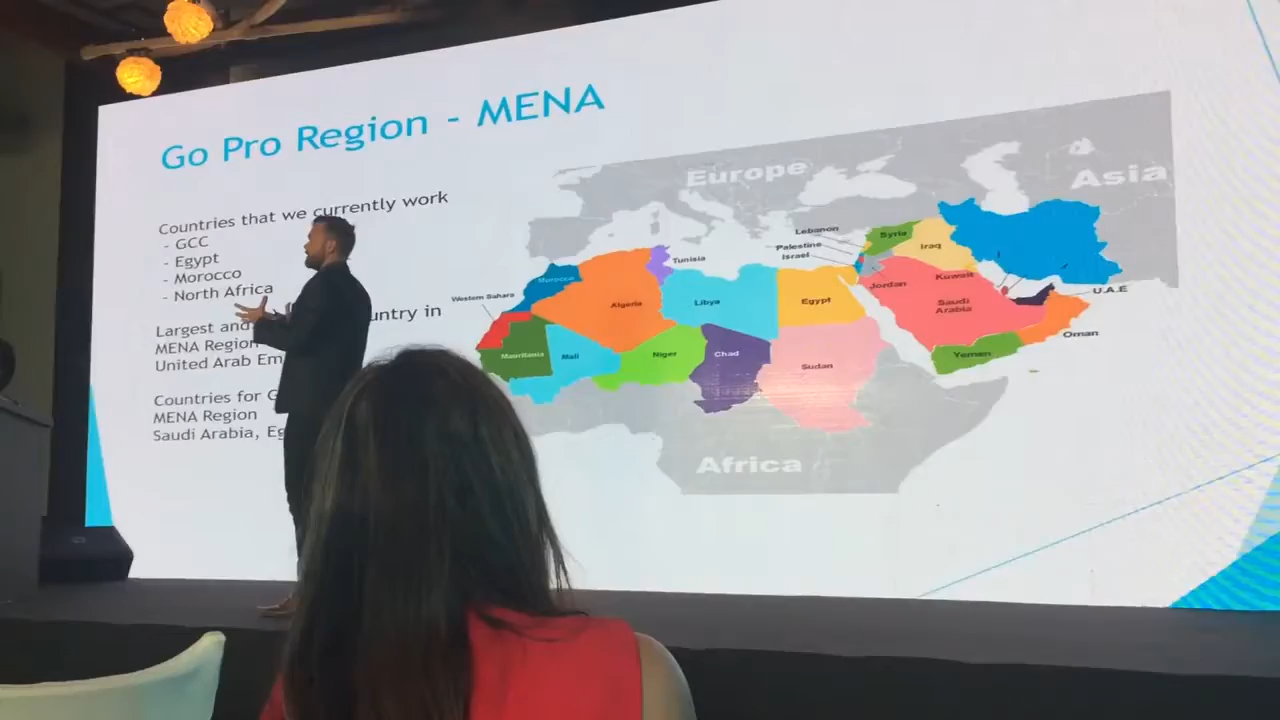 Go Pro Region - MENA
Countries that we currently work
- GCC
- Egypt
- Morocco
- North Africa
Largest and
untry in
MENA Region
United Arab Em
Countries for G
MENA Region
Saudi Arabia, Eg
Europe
Asia
Lebanon
Palestine
Israel
Syria
Iraq
Tunisia
Morocco
Western Sahara
Algeria
Libya
Egypt
Jordan
Kuwait
Saudi
Arabia
U.A.E
Oman
Yemen
Mauritania
Mali
Niger
Chad
Sudan
Africa